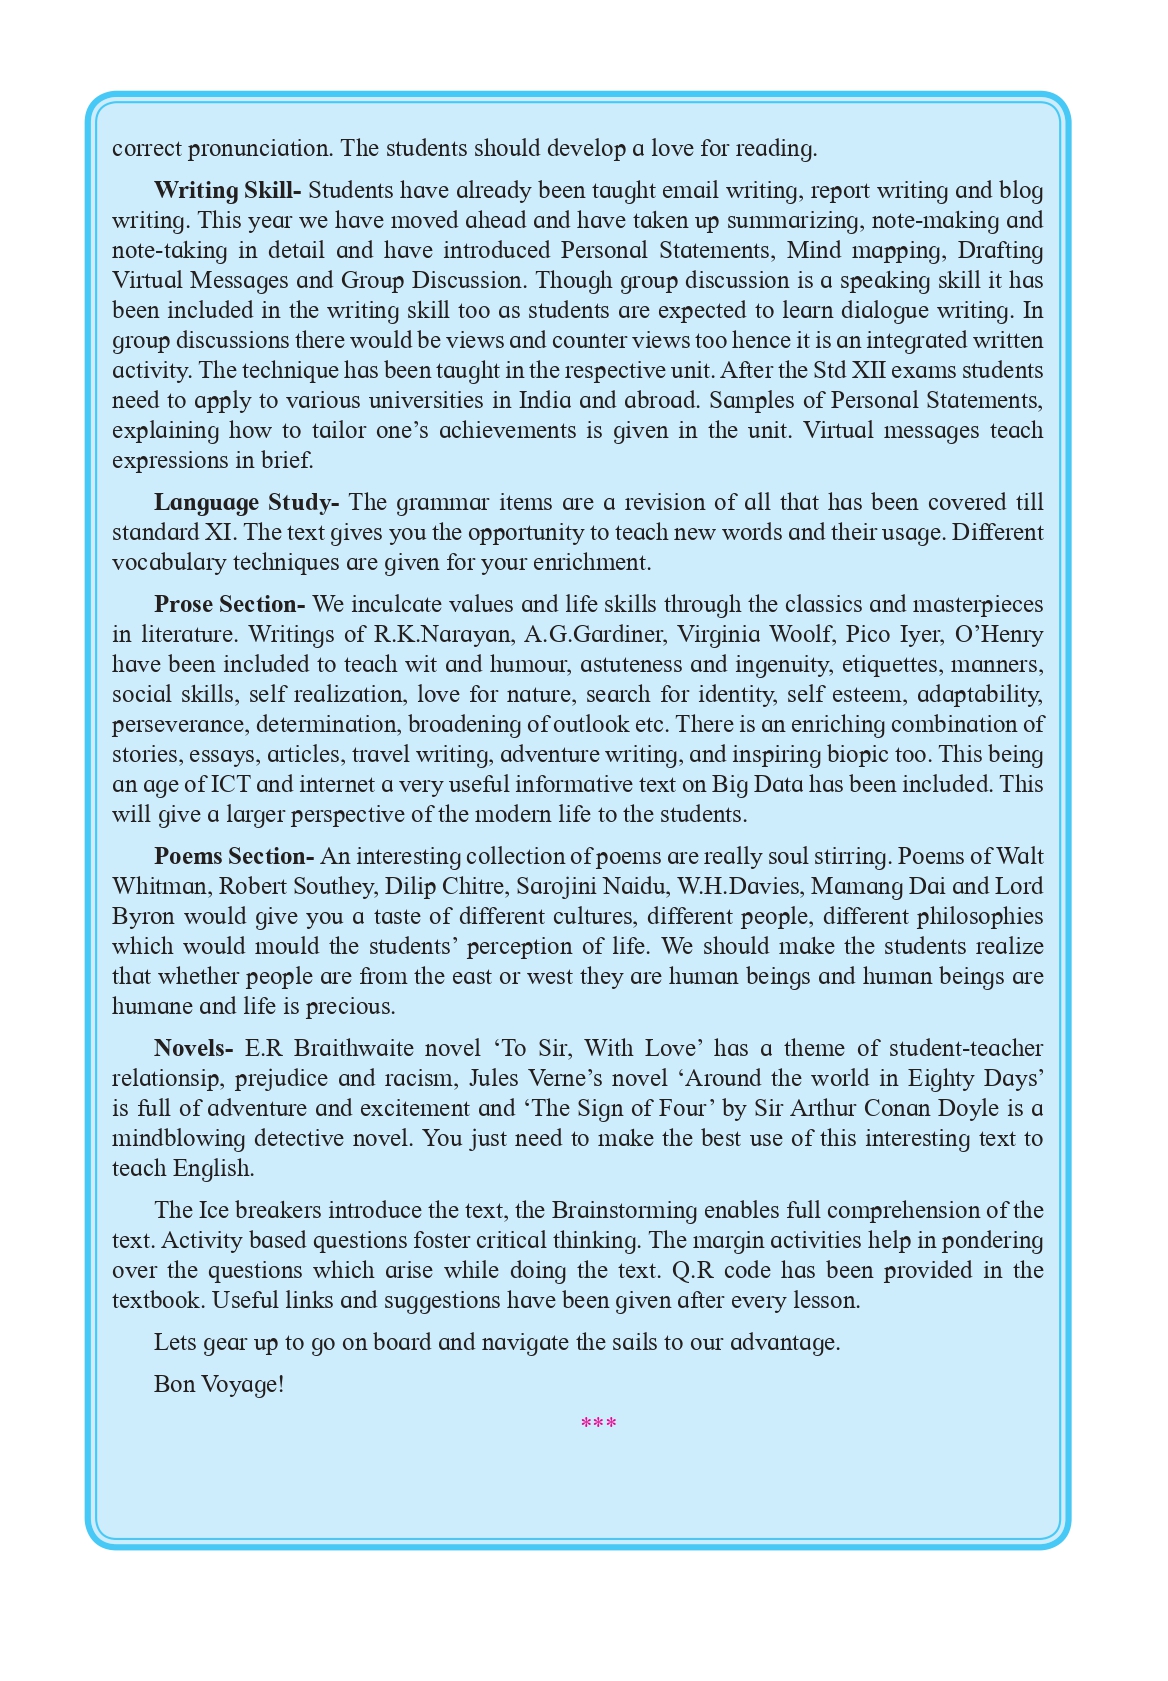 correct pronunciation. The students should develop a love for reading.
Writing Skill- Students have already been taught email writing, report writing and blog
writing. This year we have moved ahead and have taken up summarizing, note-making and
note-taking in detail and have introduced Personal Statements, Mind mapping, Drafting
Virtual Messages and Group Discussion. Though group discussion is a speaking skill it has
been included in the writing skill too as students are expected to learn dialogue writing. In
group discussions there would be views and counter views too hence it is an integrated written
activity. The technique has been taught in the respective unit. After the Std XII exams students
need to apply to various universities in India and abroad. Samples of Personal Statements,
explaining how to tailor one’s achievements is given in the unit. Virtual messages teach
expressions in brief.
Language Study- The grammar items are a revision of all that has been covered till
standard XI. The text gives you the opportunity to teach new words and their usage. Different
vocabulary techniques are given for your enrichment.
Prose Section- We inculcate values and life skills through the classics and masterpieces
in literature. Writings of R.K.Narayan, A.G.Gardiner, Virginia Woolf, Pico Iyer, O’Henry
have been included to teach wit and humour, astuteness and ingenuity, etiquettes, manners,
social skills, self realization, love for nature, search for identity, self esteem, adaptability,
perseverance, determination, broadening of outlook etc. There is an enriching combination of
stories, essays, articles, travel writing, adventure writing, and inspiring biopic too. This being
an age of ICT and internet a very useful informative text on Big Data has been included. This
will give a larger perspective of the modern life to the students.
Poems Section- An interesting collection of poems are really soul stirring. Poems of Walt
Whitman, Robert Southey, Dilip Chitre, Sarojini Naidu, W.H.Davies, Mamang Dai and Lord
Byron would give you a taste of different cultures, different people, different philosophies
which would mould the students’ perception of life. We should make the students realize
that whether people are from the east or west they are human beings and human beings are
humane and life is precious.
Novels- E.R Braithwaite novel ‘To Sir, With Love’ has a theme of student-teacher
relationsip, prejudice and racism, Jules Verne’s novel ‘Around the world in Eighty Days’
is full of adventure and excitement and ‘The Sign of Four’ by Sir Arthur Conan Doyle is a
mindblowing detective novel. You just need to make the best use of this interesting text to
teach English.
The Ice breakers introduce the text, the Brainstorming enables full comprehension of the
text. Activity based questions foster critical thinking. The margin activities help in pondering
over the questions which arise while doing the text. Q.R code has been provided in the
textbook. Useful links and suggestions have been given after every lesson.
Lets gear up to go on board and navigate the sails to our advantage.
Bon Voyage!
***